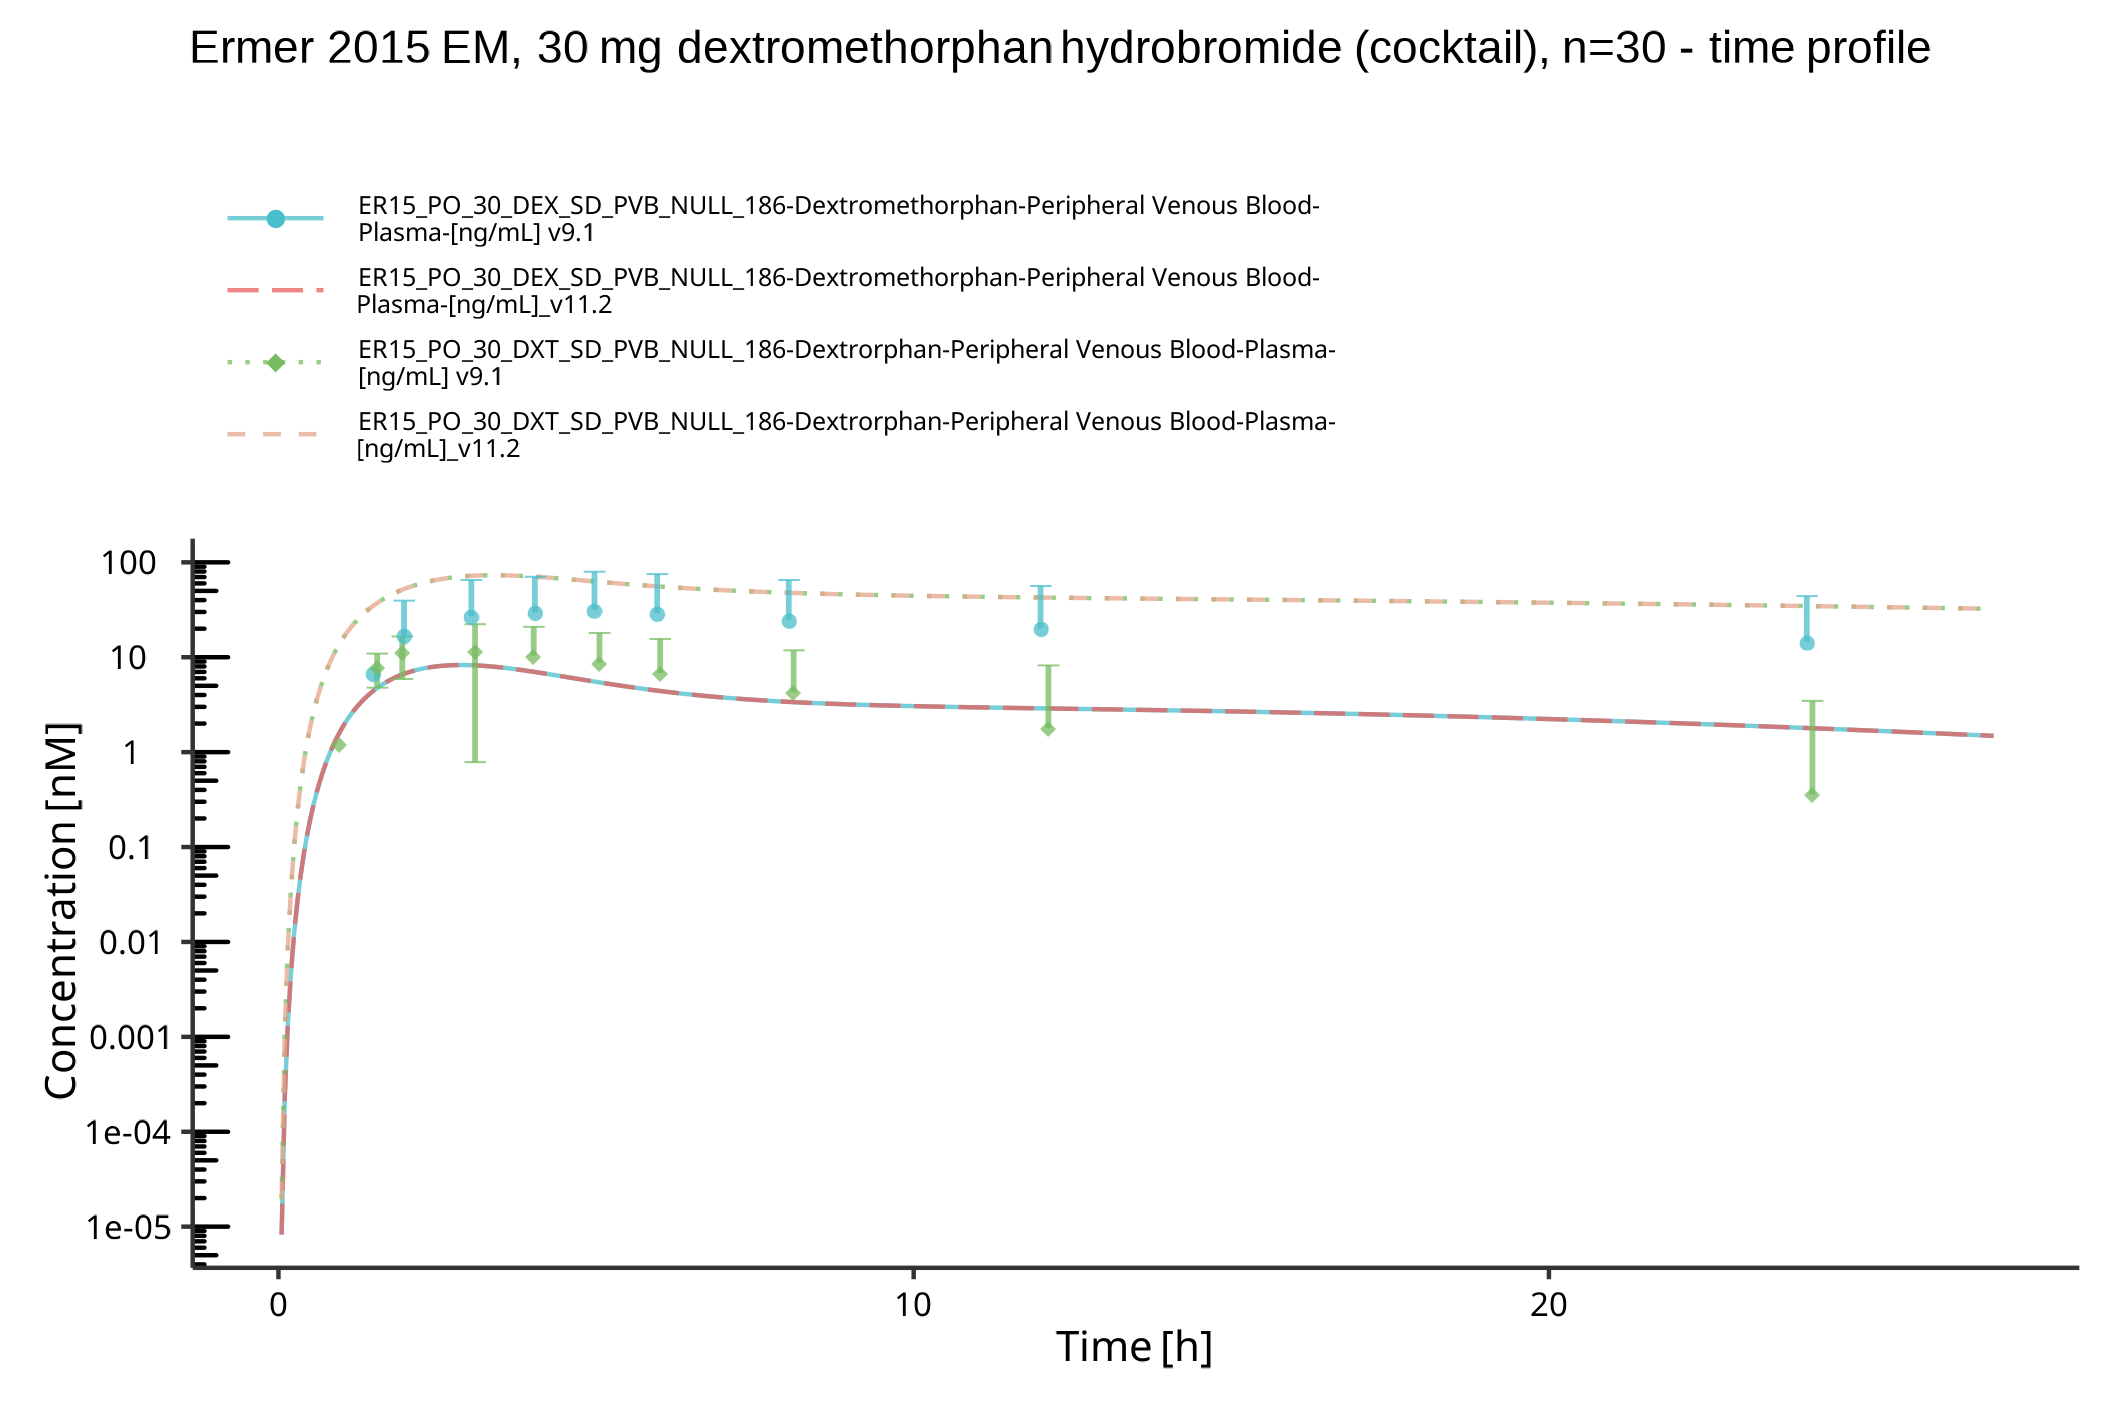 Ermer 2015 EM, 30 mg dextromethorphan hydrobromide (cocktail), n=30 - time profile
ER15_PO_30_DEX_SD_PVB_NULL_186-Dextromethorphan-Peripheral Venous Blood-
Plasma-[ng/mL] v9.1
ER15_PO_30_DEX_SD_PVB_NULL_186-Dextromethorphan-Peripheral Venous Blood-
Plasma-[ng/mL]_v11.2
ER15_PO_30_DXT_SD_PVB_NULL_186-Dextrorphan-Peripheral Venous Blood-Plasma-
[ng/mL] v9.1
ER15_PO_30_DXT_SD_PVB_NULL_186-Dextrorphan-Peripheral Venous Blood-Plasma-
[ng/mL]_v11.2
100
10
1
0.1
0.01
0.001
1e-04
1e-05
Concentration [nM]
0
10
20
Time [h]